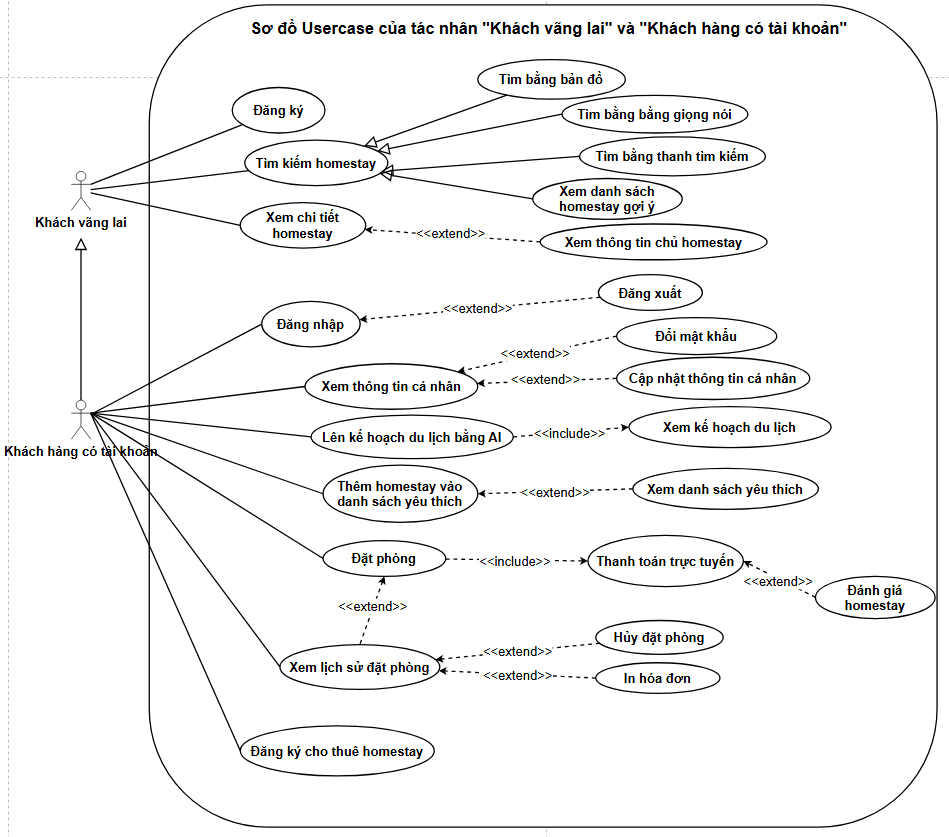 Sơ đồ Usercase của tác nhân "Khách vãng lai" và "Khách hàng có tài khoản"
Tìm bằng bản đồ
Đăng ký
Tìm bằng bằng giọng nói
Tìm kiếm homestay
Tìm bằng thanh tìm kiếm
Xem danh sách
homestay gợi ý
Khách vãng lai
Xem chi tiết
homestay
<<extend>>
Xem thông tin chủ homestay
Đăng xuất
<<extend>>
Đăng nhập
Đổi mật khẩu
<<extend>>
Xem thông tin cá nhân
<<extend>>
Cập nhật thông tin cá nhân
Khách hàng có tài khoản
Lên kế hoạch du lịch bằng AI
<<include>>
Xem kế hoạch du lịch
Thêm homestay vào
danh sách yêu thích
<<extend>>
Xem danh sách yêu thích
Đặt phòng
<<include>>
Thanh toán trực tuyến
<<extend>>
Đánh giá
homestay
<<extend>>
Hủy đặt phòng
<<extend>>
Xem lịch sử đặt phòng
<<extend>>
In hóa đơn
Đăng ký cho thuê homestay